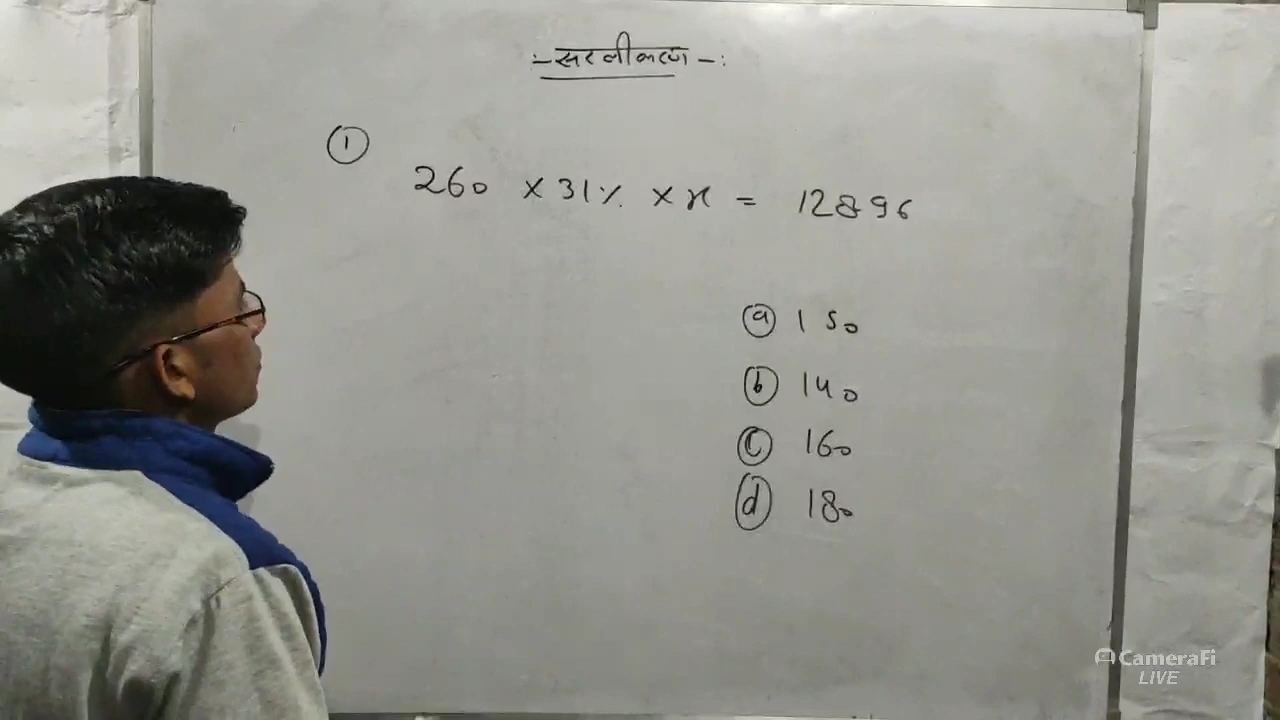 :- सरलीकरण -:
①
260 × 31% × x = 12896
ⓐ 150
ⓑ 140
ⓒ 160
ⓓ 180
CameraFi
LIVE